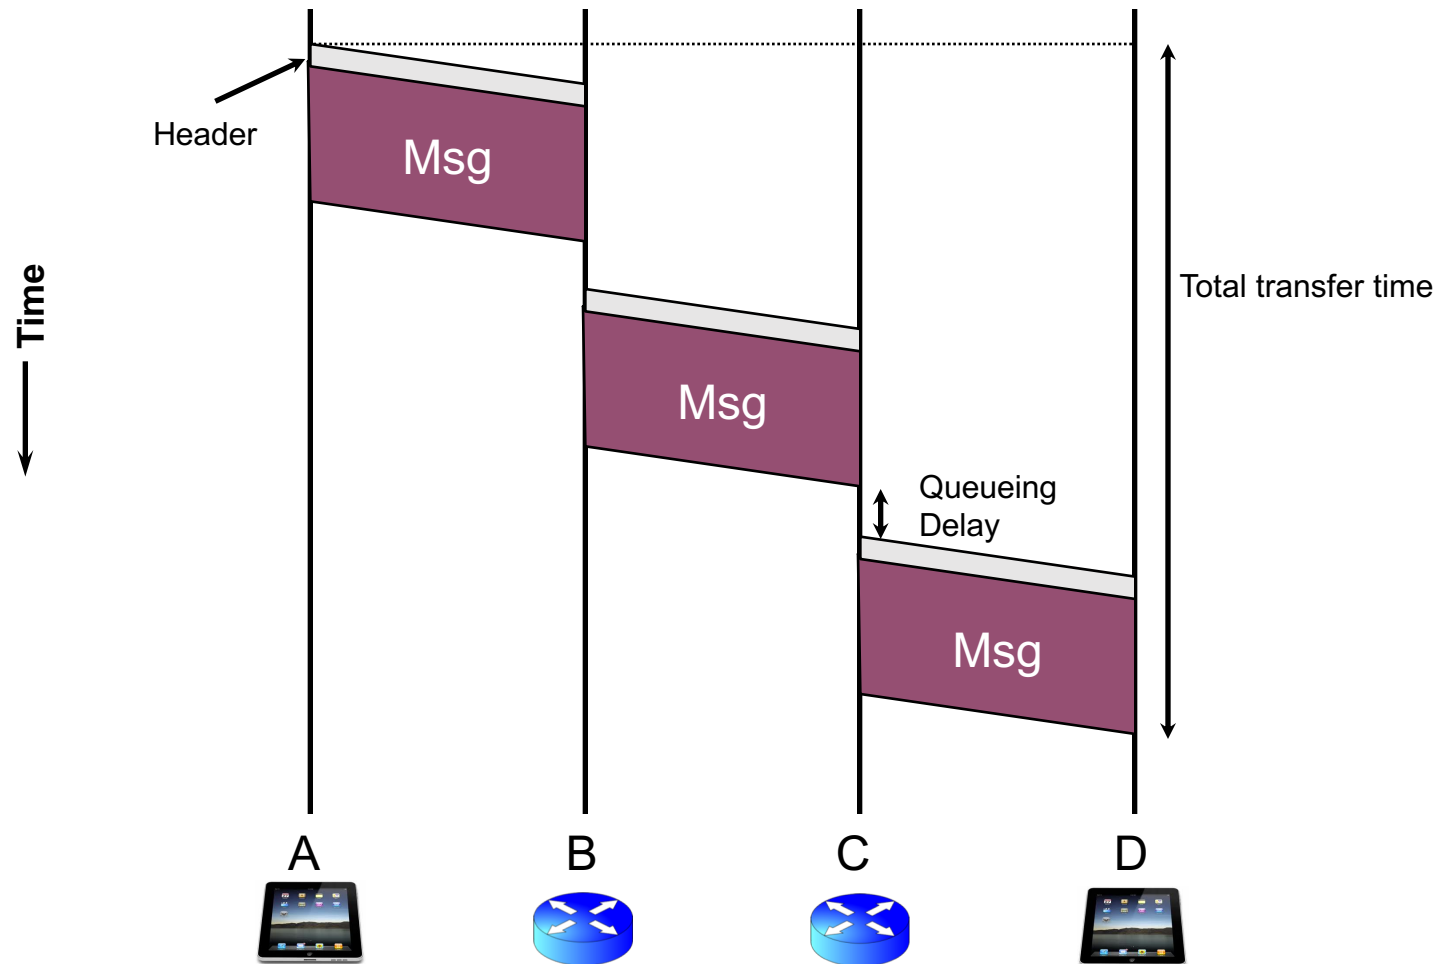 Header
Msg
Time
Total transfer time
Msg
Queueing
Delay
Msg
A
B
C
D